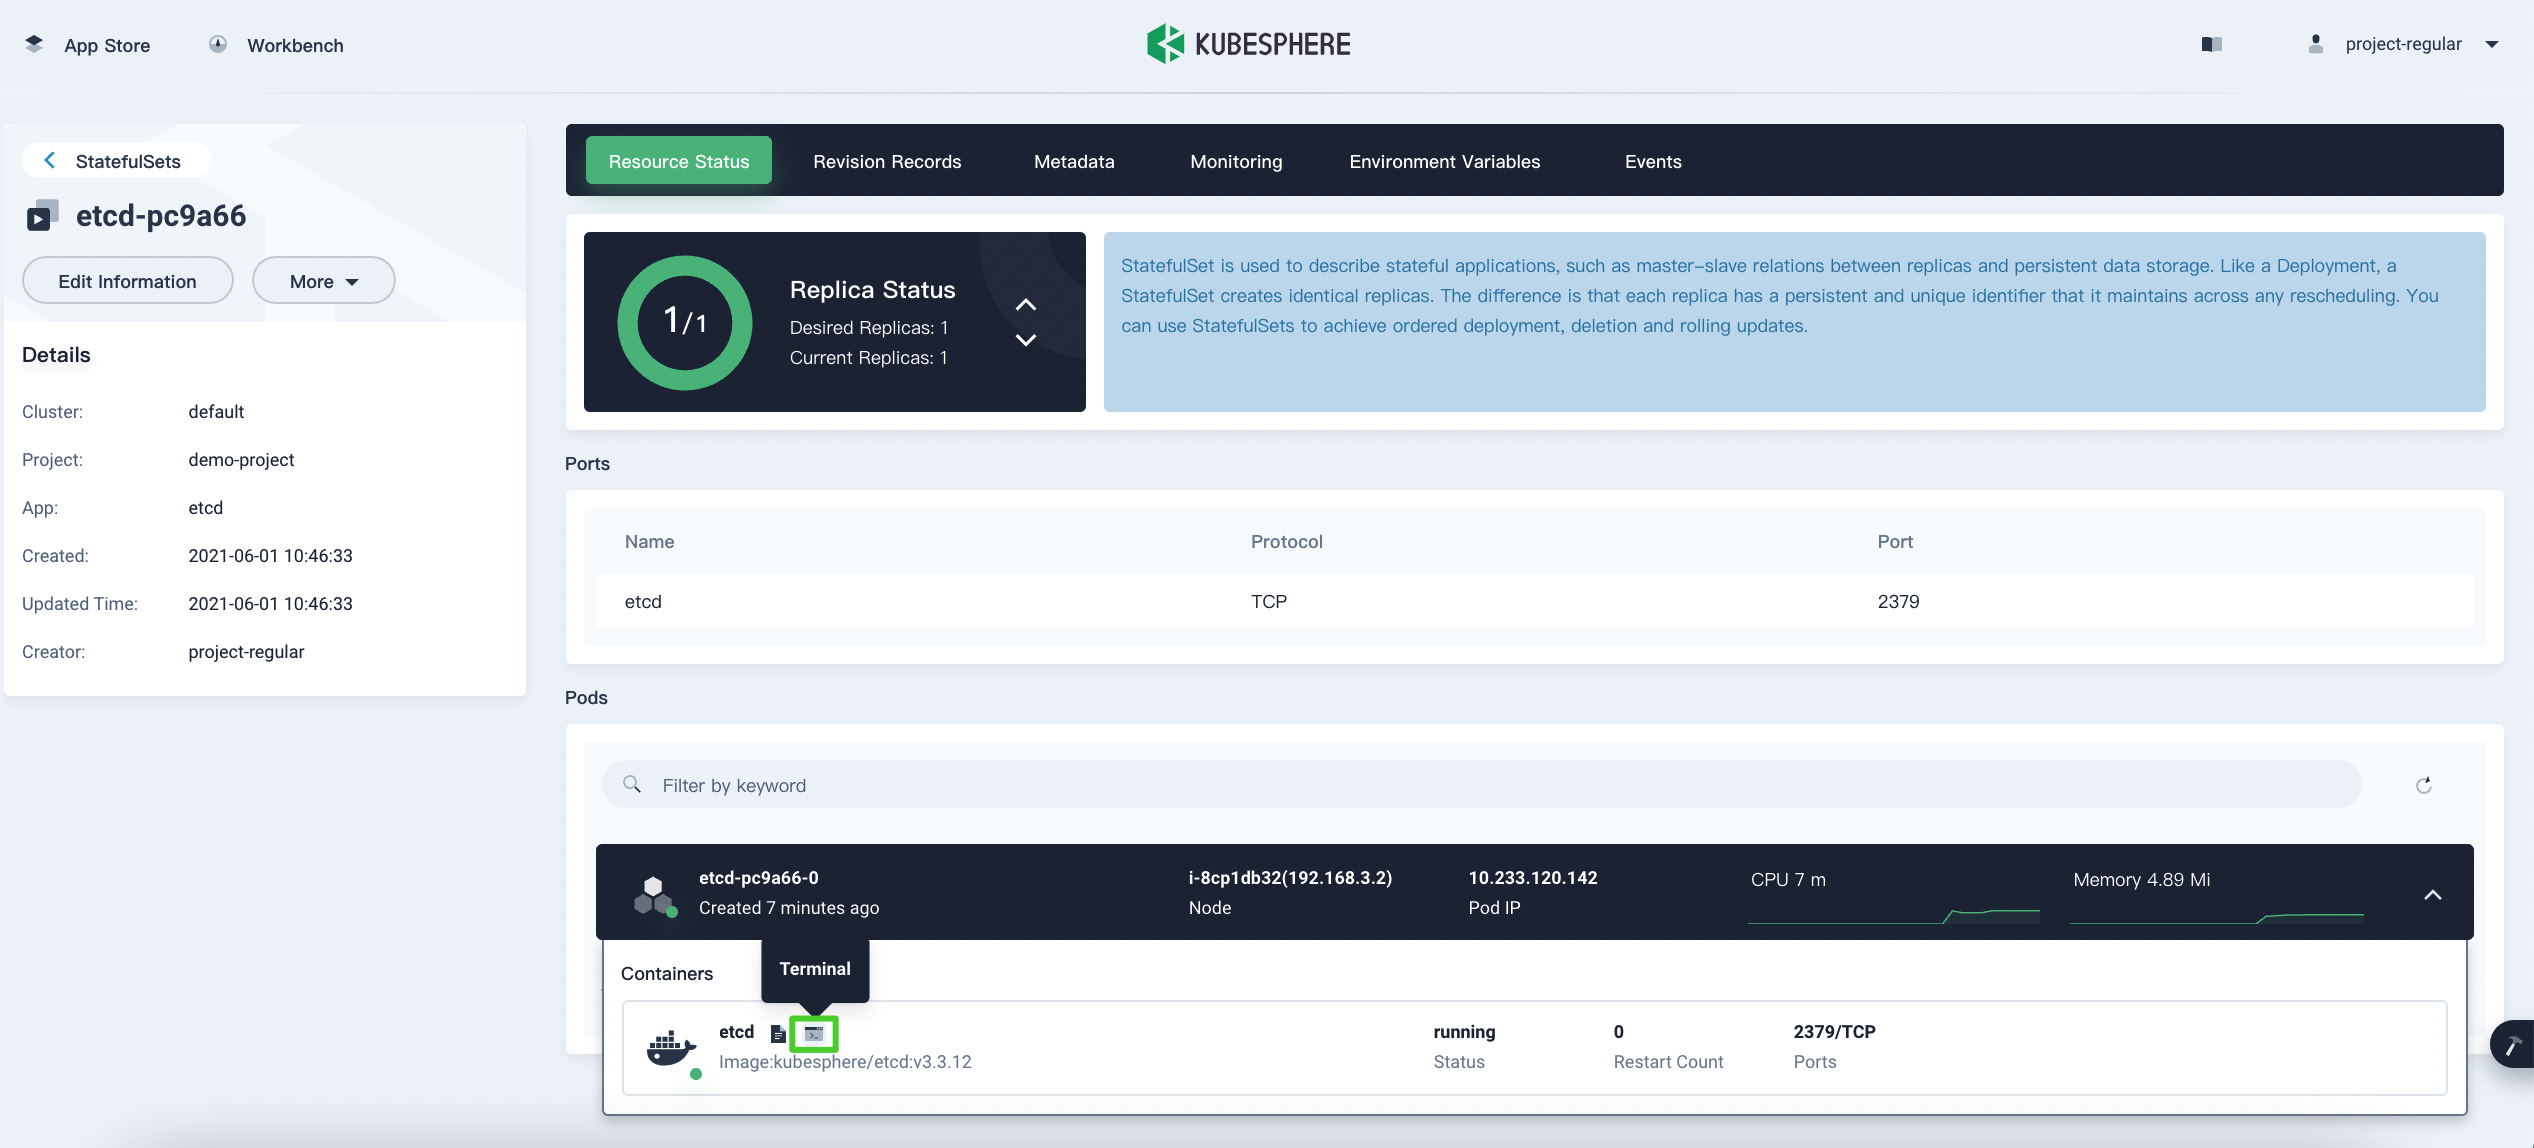 App Store
Workbench
KUBESPHERE
project-regular
StatefulSets
etcd-pc9a66
Edit Information
More
Details
Cluster: default
Project: demo-project
App: etcd
Created: 2021-06-01 10:46:33
Updated Time: 2021-06-01 10:46:33
Creator: project-regular
Resource Status
Revision Records
Metadata
Monitoring
Environment Variables
Events
1/1
Replica Status
Desired Replicas: 1
Current Replicas: 1
StatefulSet is used to describe stateful applications, such as master-slave relations between replicas and persistent data storage. Like a Deployment, a
StatefulSet creates identical replicas. The difference is that each replica has a persistent and unique identifier that it maintains across any rescheduling. You
can use StatefulSets to achieve ordered deployment, deletion and rolling updates.
Ports
Name Protocol Port
etcd TCP 2379
Pods
Filter by keyword
etcd-pc9a66-0
Created 7 minutes ago
i-8cp1db32(192.168.3.2)
Node
10.233.120.142
Pod IP
CPU 7 m
Memory 4.89 Mi
Terminal
Containers
etcd
Image:kubesphere/etcd:v3.3.12
running
Status
0
Restart Count
2379/TCP
Ports